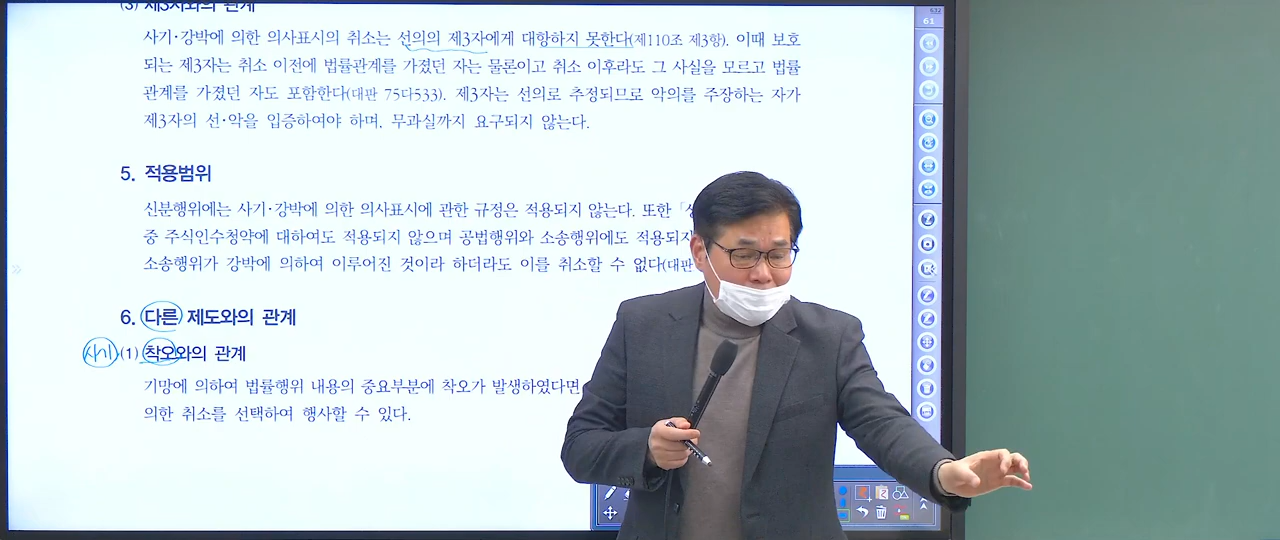 (3) 제3자와의 관계
사기·강박에 의한 의사표시의 취소는 선의의 제3자에게 대항하지 못한다(제110조 제3항). 이때 보호
되는 제3자는 취소 이전에 법률관계를 가졌던 자는 물론이고 취소 이후라도 그 사실을 모르고 법률
관계를 가졌던 자도 포함한다(대판 75다533). 제3자는 선의로 추정되므로 악의를 주장하는 자가
제3자의 선·악을 입증하여야 하며, 무과실까지 요구되지 않는다.
5. 적용범위
신분행위에는 사기·강박에 의한 의사표시에 관한 규정은 적용되지 않는다. 또한 「
중 주식인수청약에 대하여도 적용되지 않으며 공법행위와 소송행위에도 적용되지
소송행위가 강박에 의하여 이루어진 것이라 하더라도 이를 취소할 수 없다(대판
6. 다른 제도와의 관계
사기 (1) 착오와의 관계
기망에 의하여 법률행위 내용의 중요부분에 착오가 발생하였다면
의한 취소를 선택하여 행사할 수 있다.
632
61